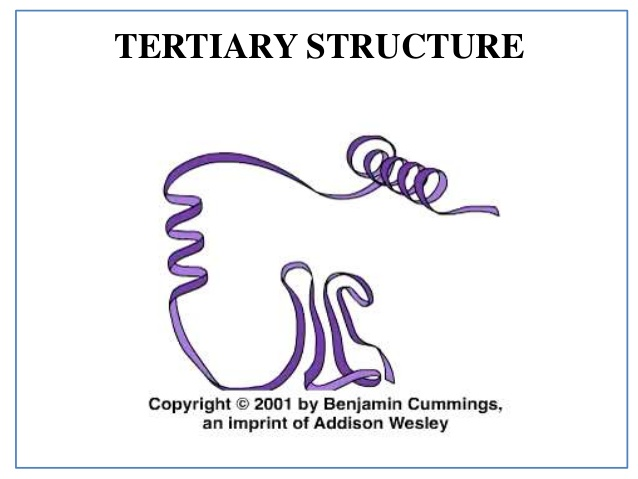 TERTIARY STRUCTURE
Copyright © 2001 by Benjamin Cummings,
an imprint of Addison Wesley